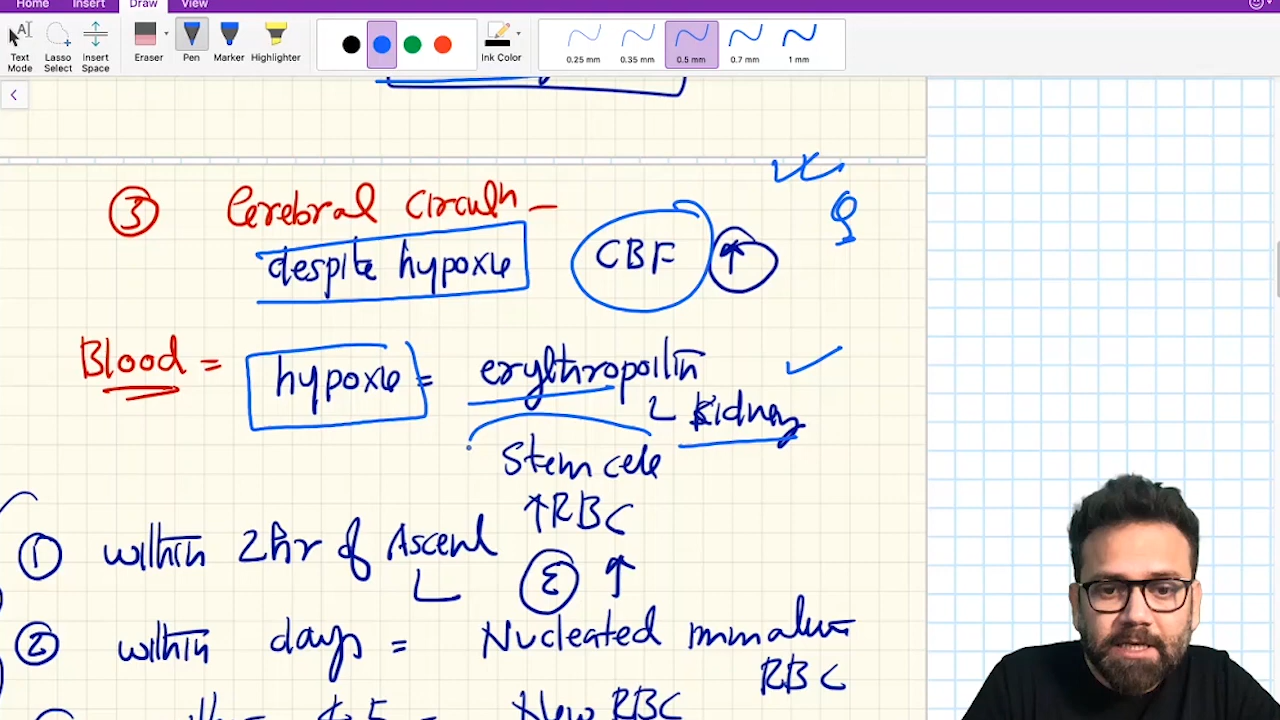 Home Insert Draw View
Text Mode Lasso Select Insert Space Eraser Pen Marker Highlighter Ink Color 0.25 mm 0.35 mm 0.5 mm 0.7 mm 1 mm
③ Cerebral Circuln –
despite hypoxia CBF ↑
Blood = hypoxia = erythropoiltin
Kidney
Stem cele
↑RBC
① within 2hr of Ascent Ⓔ ↑
② within days = Nucleated immature
RBC
New RBC